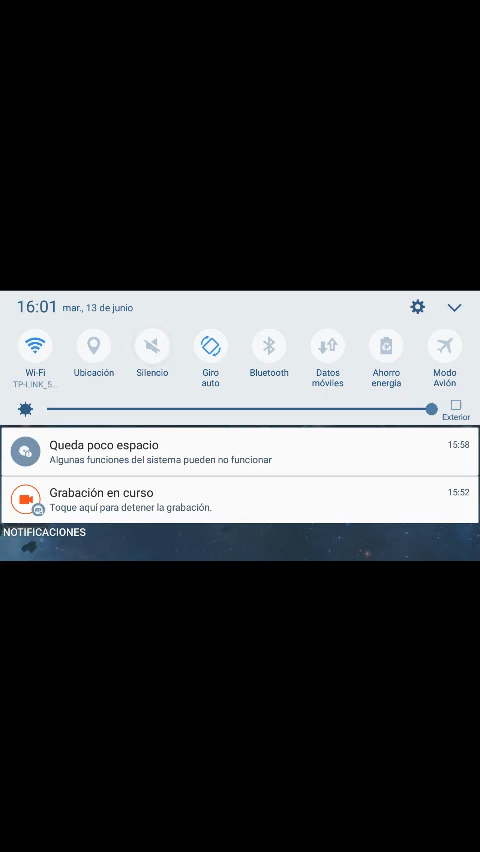 16:01 mar., 13 de junio
Wi-Fi
TP-LINK_5...
Ubicación
Silencio
Giro
auto
Bluetooth
Datos
móviles
Ahorro
energía
Modo
Avión
Exterior
Queda poco espacio
15:58
Algunas funciones del sistema pueden no funcionar
Grabación en curso
15:52
Toque aquí para detener la grabación.
NOTIFICACIONES